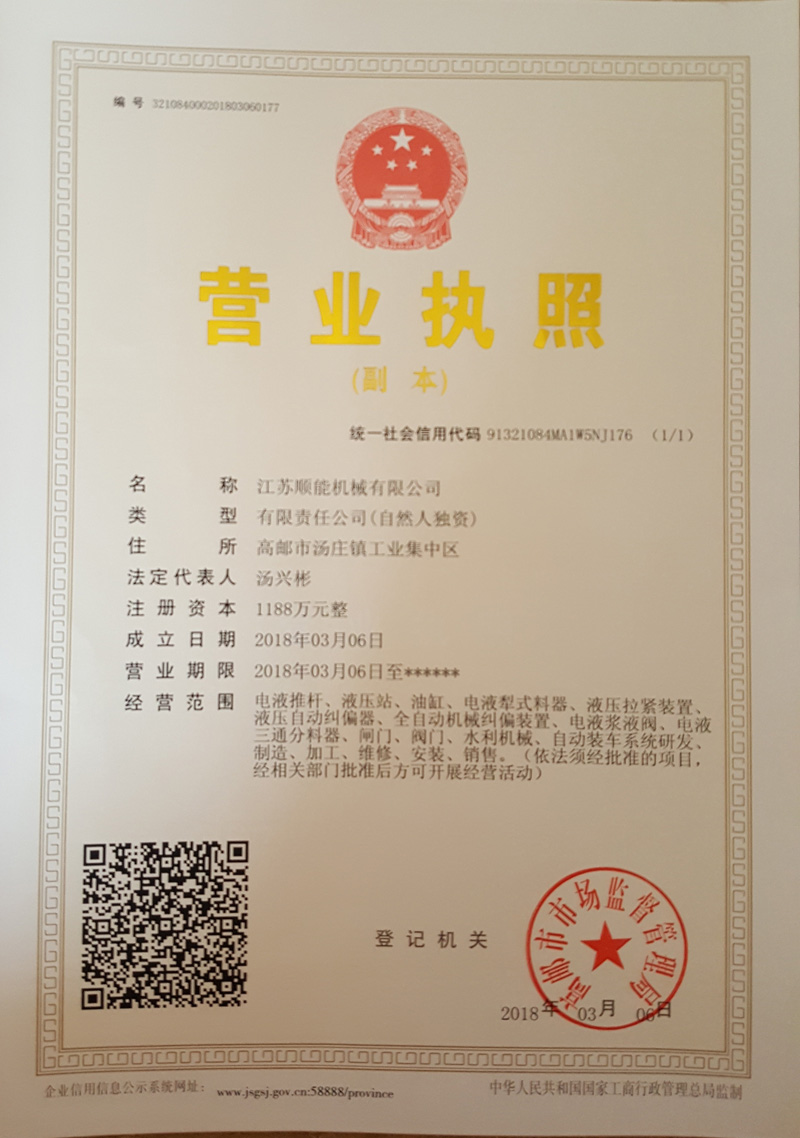 编 号 321084000201803060177
营业执照
(副 本)
统一社会信用代码 91321084MA1W5NJ176 (1/1)
名 称 江苏顺能机械有限公司
类 型 有限责任公司(自然人独资)
住 所 高邮市汤庄镇工业集中区
法定代表人 汤兴彬
注册资本 1188万元整
成立日期 2018年03月06日
营业期限 2018年03月06日至******
经营范围 电液推杆、液压站、油缸、电液犁式料器、液压拉紧装置、
液压自动纠偏器、全自动机械纠偏装置、电液浆液阀、电液
三通分料器、闸门、阀门、水利机械、自动装车系统研发、
制造、加工、维修、安装、销售。(依法须经批准的项目,
经相关部门批准后方可开展经营活动)
登记机关
高邮市市场监督管理局
2018年 03月 06日
企业信用信息公示系统网址: www.jsgsj.gov.cn:58888/province
中华人民共和国国家工商行政管理总局监制